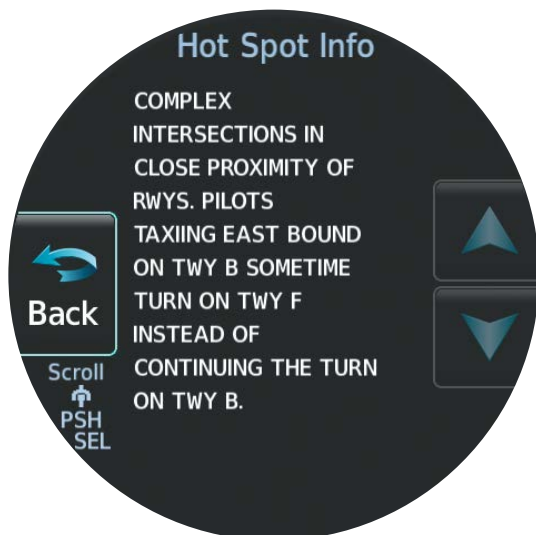 Hot Spot Info
COMPLEX
INTERSECTIONS IN
CLOSE PROXIMITY OF
RWYS. PILOTS
TAXIING EAST BOUND
ON TWY B SOMETIME
TURN ON TWY F
INSTEAD OF
CONTINUING THE TURN
ON TWY B.
Back
Scroll
PSH
SEL